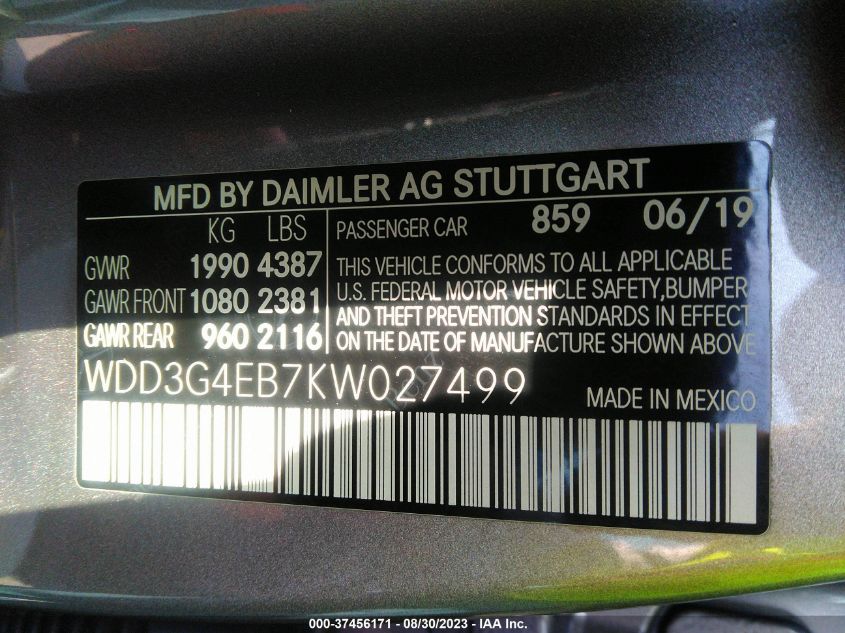 MFD BY DAIMLER AG STUTTGART
KG LBS
GVWR 1990 4387
GAWR FRONT 1080 2381
GAWR REAR 960 2116
PASSENGER CAR 859 06/19
THIS VEHICLE CONFORMS TO ALL APPLICABLE
U.S. FEDERAL MOTOR VEHICLE SAFETY,BUMPER
AND THEFT PREVENTION STANDARDS IN EFFECT
ON THE DATE OF MANUFACTURE SHOWN ABOVE
WDD3G4EB7KW027499
MADE IN MEXICO
000-37456171 - 08/30/2023 - IAA Inc.